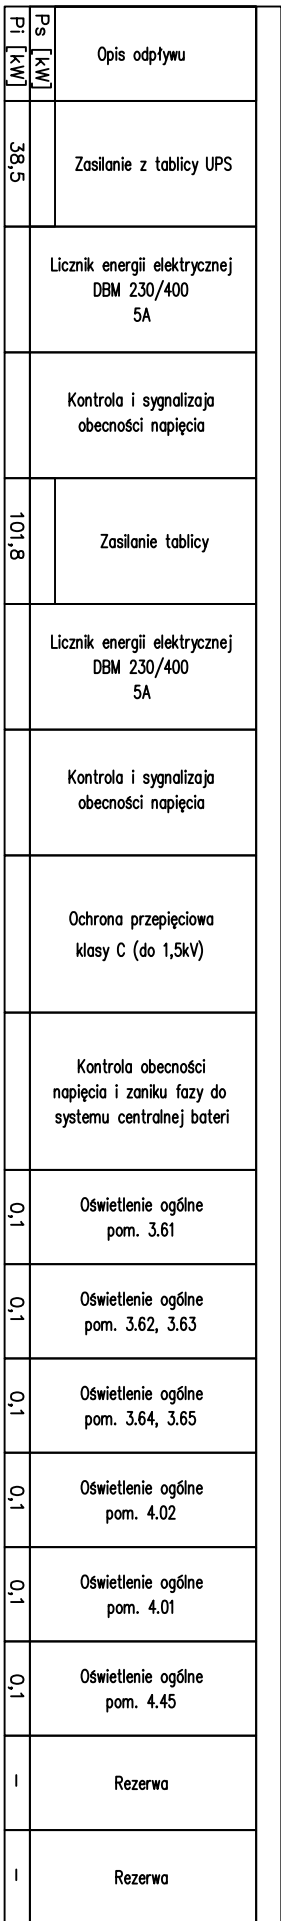 Pi [kW]
Ps [kW]
Opis odpływu
38,5
Zasilanie z tablicy UPS
Licznik energii elektrycznej
DBM 230/400
5A
Kontrola i sygnalizaja
obecności napięcia
101,8
Zasilanie tablicy
Licznik energii elektrycznej
DBM 230/400
5A
Kontrola i sygnalizaja
obecności napięcia
Ochrona przepięciowa
klasy C (do 1,5kV)
Kontrola obecności
napięcia i zaniku fazy do
systemu centralnej bateri
0,1
Oświetlenie ogólne
pom. 3.61
0,1
Oświetlenie ogólne
pom. 3.62, 3.63
0,1
Oświetlenie ogólne
pom. 3.64, 3.65
0,1
Oświetlenie ogólne
pom. 4.02
0,1
Oświetlenie ogólne
pom. 4.01
0,1
Oświetlenie ogólne
pom. 4.45
–
Rezerwa
–
Rezerwa